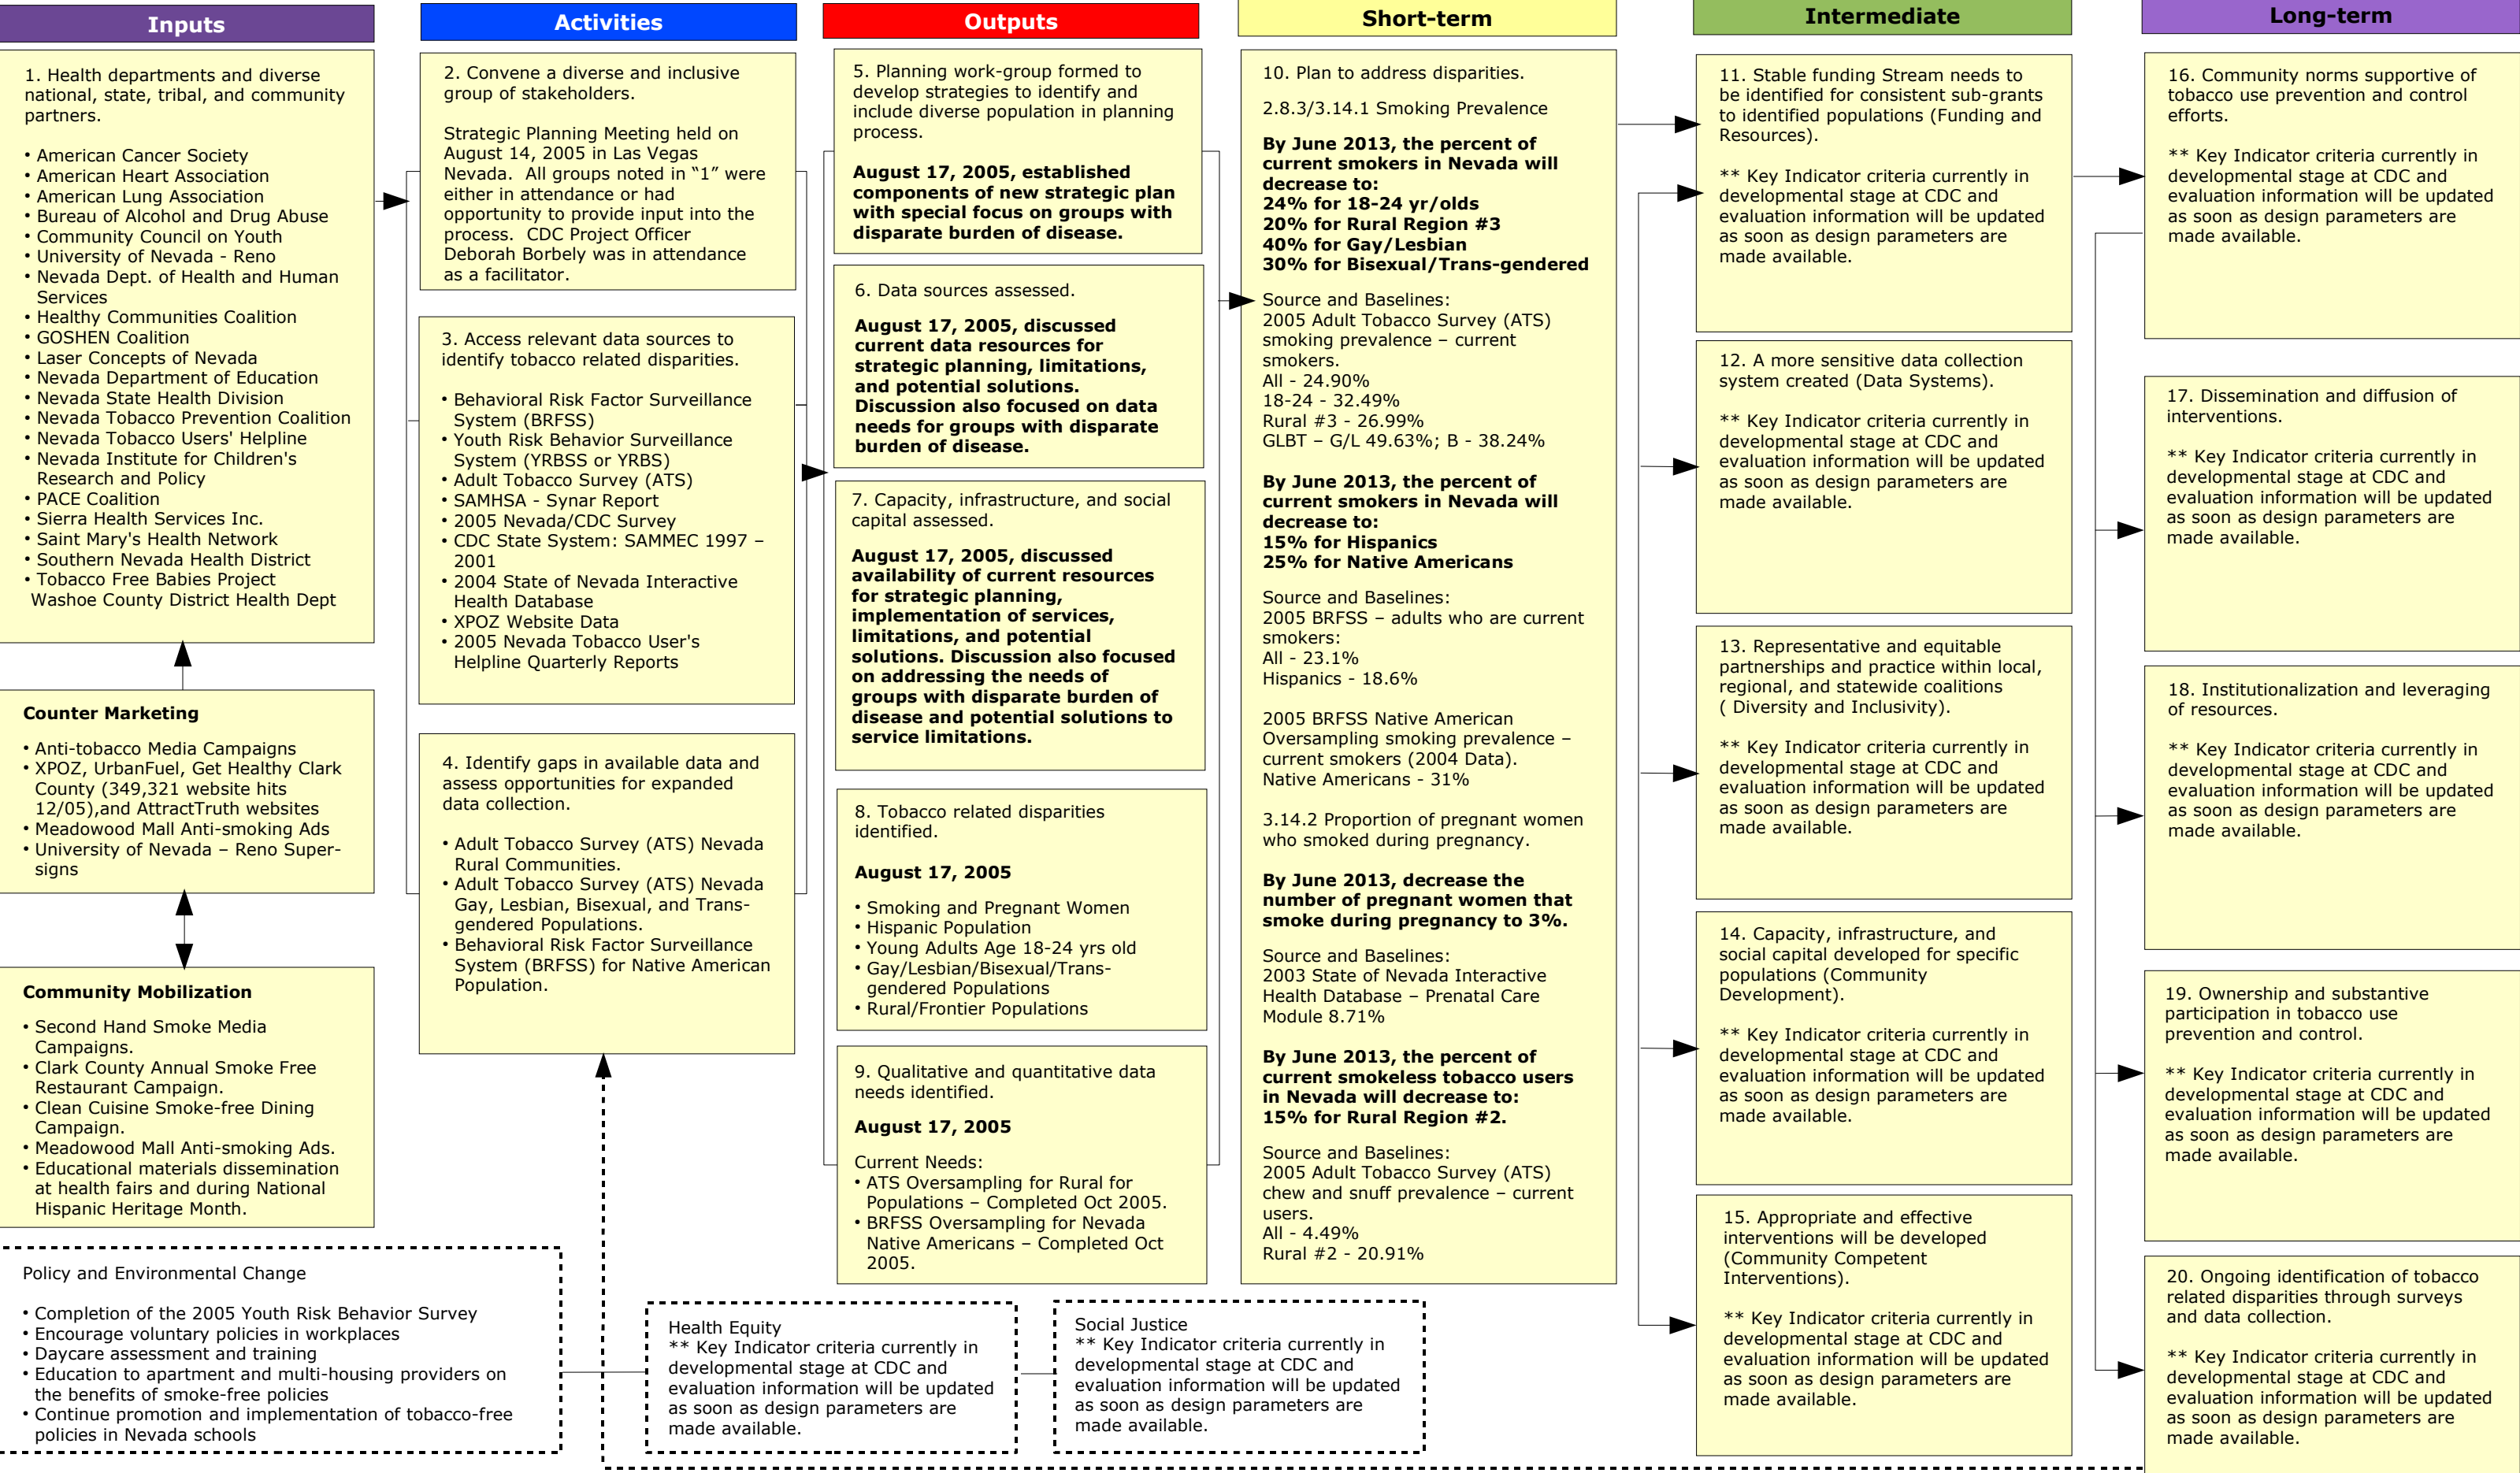 Inputs
1. Health departments and diverse
national, state, tribal, and community
partners.
• American Cancer Society
• American Heart Association
• American Lung Association
• Bureau of Alcohol and Drug Abuse
• Community Council on Youth
• University of Nevada - Reno
• Nevada Dept. of Health and Human
Services
• Healthy Communities Coalition
• GOSHEN Coalition
• Laser Concepts of Nevada
• Nevada Department of Education
• Nevada State Health Division
• Nevada Tobacco Prevention Coalition
• Nevada Tobacco Users' Helpline
• Nevada Institute for Children's
Research and Policy
• PACE Coalition
• Sierra Health Services Inc.
• Saint Mary's Health Network
• Southern Nevada Health District
• Tobacco Free Babies Project
Washoe County District Health Dept
Counter Marketing
• Anti-tobacco Media Campaigns
• XPOZ, UrbanFuel, Get Healthy Clark
County (349,321 website hits
12/05),and AttractTruth websites
• Meadowood Mall Anti-smoking Ads
• University of Nevada – Reno Super-
signs
Community Mobilization
• Second Hand Smoke Media
Campaigns.
• Clark County Annual Smoke Free
Restaurant Campaign.
• Clean Cuisine Smoke-free Dining
Campaign.
• Meadowood Mall Anti-smoking Ads.
• Educational materials dissemination
at health fairs and during National
Hispanic Heritage Month.
Policy and Environmental Change
• Completion of the 2005 Youth Risk Behavior Survey
• Encourage voluntary policies in workplaces
• Daycare assessment and training
• Education to apartment and multi-housing providers on
the benefits of smoke-free policies
• Continue promotion and implementation of tobacco-free
policies in Nevada schools
Activities
2. Convene a diverse and inclusive
group of stakeholders.
Strategic Planning Meeting held on
August 14, 2005 in Las Vegas
Nevada. All groups noted in "1" were
either in attendance or had
opportunity to provide input into the
process. CDC Project Officer
Deborah Borbely was in attendance
as a facilitator.
3. Access relevant data sources to
identify tobacco related disparities.
• Behavioral Risk Factor Surveillance
System (BRFSS)
• Youth Risk Behavior Surveillance
System (YRBSS or YRBS)
• Adult Tobacco Survey (ATS)
• SAMHSA - Synar Report
• 2005 Nevada/CDC Survey
• CDC State System: SAMMEC 1997 –
2001
• 2004 State of Nevada Interactive
Health Database
• XPOZ Website Data
• 2005 Nevada Tobacco User's
Helpline Quarterly Reports
4. Identify gaps in available data and
assess opportunities for expanded
data collection.
• Adult Tobacco Survey (ATS) Nevada
Rural Communities.
• Adult Tobacco Survey (ATS) Nevada
Gay, Lesbian, Bisexual, and Trans-
gendered Populations.
• Behavioral Risk Factor Surveillance
System (BRFSS) for Native American
Population.
Outputs
5. Planning work-group formed to
develop strategies to identify and
include diverse population in planning
process.
August 17, 2005, established
components of new strategic plan
with special focus on groups with
disparate burden of disease.
6. Data sources assessed.
August 17, 2005, discussed
current data resources for
strategic planning, limitations,
and potential solutions.
Discussion also focused on data
needs for groups with disparate
burden of disease.
7. Capacity, infrastructure, and social
capital assessed.
August 17, 2005, discussed
availability of current resources
for strategic planning,
implementation of services,
limitations, and potential
solutions. Discussion also focused
on addressing the needs of
groups with disparate burden of
disease and potential solutions to
service limitations.
8. Tobacco related disparities
identified.
August 17, 2005
• Smoking and Pregnant Women
• Hispanic Population
• Young Adults Age 18-24 yrs old
• Gay/Lesbian/Bisexual/Trans-
gendered Populations
• Rural/Frontier Populations
9. Qualitative and quantitative data
needs identified.
August 17, 2005
Current Needs:
• ATS Oversampling for Rural for
Populations – Completed Oct 2005.
• BRFSS Oversampling for Nevada
Native Americans – Completed Oct
2005.
Health Equity
** Key Indicator criteria currently in
developmental stage at CDC and
evaluation information will be updated
as soon as design parameters are
made available.
Social Justice
** Key Indicator criteria currently in
developmental stage at CDC and
evaluation information will be updated
as soon as design parameters are
made available.
Short-term
10. Plan to address disparities.
2.8.3/3.14.1 Smoking Prevalence
By June 2013, the percent of
current smokers in Nevada will
decrease to:
24% for 18-24 yr/olds
20% for Rural Region #3
40% for Gay/Lesbian
30% for Bisexual/Trans-gendered
Source and Baselines:
2005 Adult Tobacco Survey (ATS)
smoking prevalence – current
smokers.
All - 24.90%
18-24 - 32.49%
Rural #3 - 26.99%
GLBT – G/L 49.63%; B - 38.24%
By June 2013, the percent of
current smokers in Nevada will
decrease to:
15% for Hispanics
25% for Native Americans
Source and Baselines:
2005 BRFSS – adults who are current
smokers:
All - 23.1%
Hispanics - 18.6%
2005 BRFSS Native American
Oversampling smoking prevalence –
current smokers (2004 Data).
Native Americans - 31%
3.14.2 Proportion of pregnant women
who smoked during pregnancy.
By June 2013, decrease the
number of pregnant women that
smoke during pregnancy to 3%.
Source and Baselines:
2003 State of Nevada Interactive
Health Database – Prenatal Care
Module 8.71%
By June 2013, the percent of
current smokeless tobacco users
in Nevada will decrease to:
15% for Rural Region #2.
Source and Baselines:
2005 Adult Tobacco Survey (ATS)
chew and snuff prevalence – current
users.
All - 4.49%
Rural #2 - 20.91%
Intermediate
11. Stable funding Stream needs to
be identified for consistent sub-grants
to identified populations (Funding and
Resources).
** Key Indicator criteria currently in
developmental stage at CDC and
evaluation information will be updated
as soon as design parameters are
made available.
12. A more sensitive data collection
system created (Data Systems).
** Key Indicator criteria currently in
developmental stage at CDC and
evaluation information will be updated
as soon as design parameters are
made available.
13. Representative and equitable
partnerships and practice within local,
regional, and statewide coalitions
( Diversity and Inclusivity).
** Key Indicator criteria currently in
developmental stage at CDC and
evaluation information will be updated
as soon as design parameters are
made available.
14. Capacity, infrastructure, and
social capital developed for specific
populations (Community
Development).
** Key Indicator criteria currently in
developmental stage at CDC and
evaluation information will be updated
as soon as design parameters are
made available.
15. Appropriate and effective
interventions will be developed
(Community Competent
Interventions).
** Key Indicator criteria currently in
developmental stage at CDC and
evaluation information will be updated
as soon as design parameters are
made available.
Long-term
16. Community norms supportive of
tobacco use prevention and control
efforts.
** Key Indicator criteria currently in
developmental stage at CDC and
evaluation information will be updated
as soon as design parameters are
made available.
17. Dissemination and diffusion of
interventions.
** Key Indicator criteria currently in
developmental stage at CDC and
evaluation information will be updated
as soon as design parameters are
made available.
18. Institutionalization and leveraging
of resources.
** Key Indicator criteria currently in
developmental stage at CDC and
evaluation information will be updated
as soon as design parameters are
made available.
19. Ownership and substantive
participation in tobacco use
prevention and control.
** Key Indicator criteria currently in
developmental stage at CDC and
evaluation information will be updated
as soon as design parameters are
made available.
20. Ongoing identification of tobacco
related disparities through surveys
and data collection.
** Key Indicator criteria currently in
developmental stage at CDC and
evaluation information will be updated
as soon as design parameters are
made available.